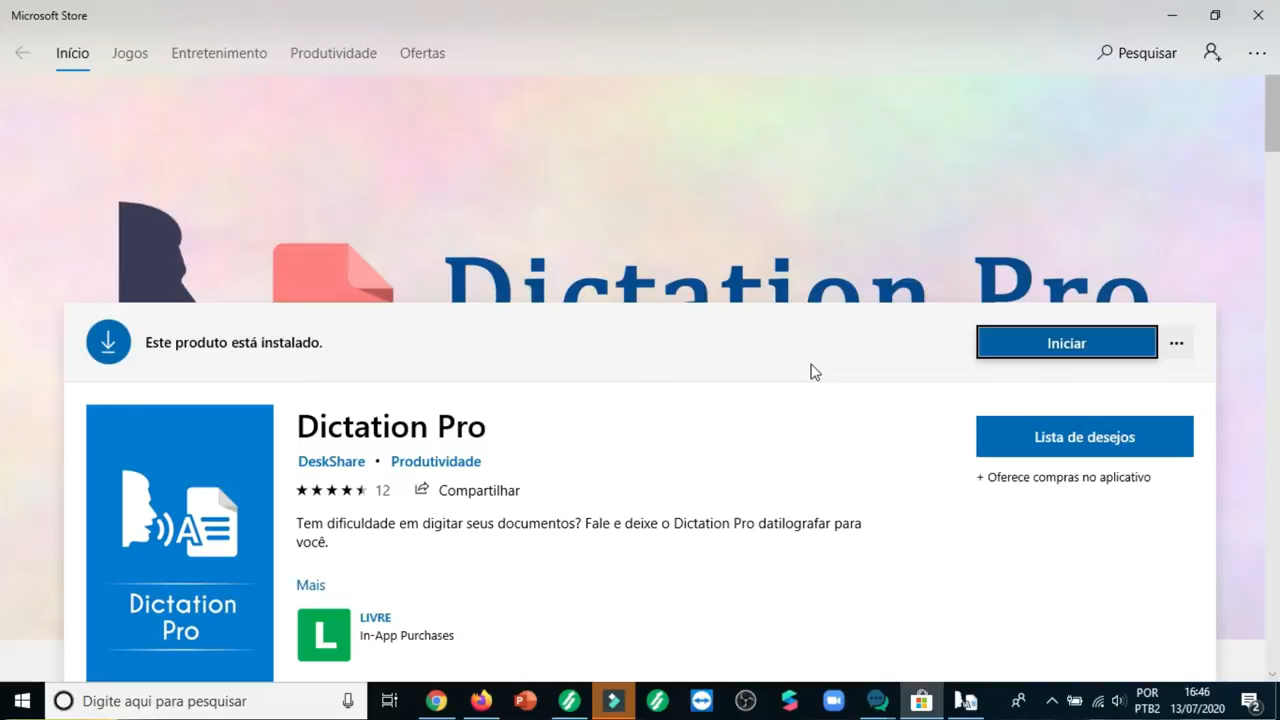 Microsoft Store
Início Jogos Entretenimento Produtividade Ofertas Pesquisar
Dictation Pro
Este produto está instalado.
Iniciar
Dictation Pro
Lista de desejos
DeskShare • Produtividade
+ Oferece compras no aplicativo
12 Compartilhar
Tem dificuldade em digitar seus documentos? Fale e deixe o Dictation Pro datilografar para
você.
A
Mais
Dictation
Pro
L
LIVRE
In-App Purchases
Digite aqui para pesquisar
POR
PTB2
16:46
13/07/2020
2